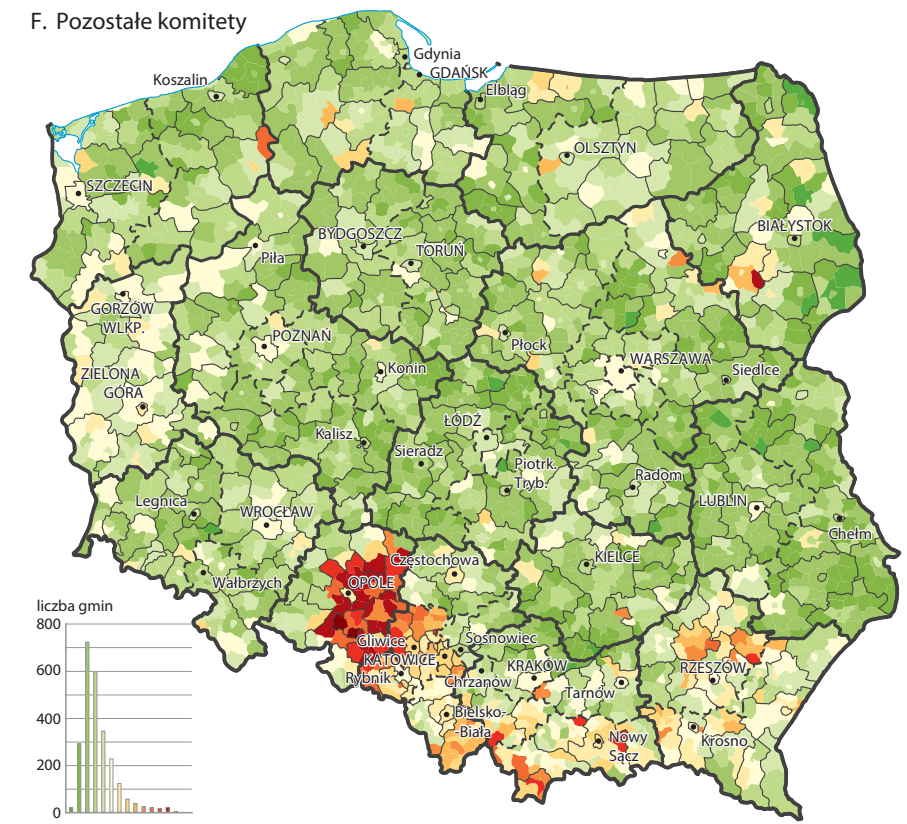 F. Pozostałe komitety
Gdynia
GDAŃSK
Koszalin
Elbląg
OLSZTYN
SZCZECIN
BIAŁYSTOK
BYDGOSZCZ
TORUŃ
Piła
GORZÓW
WLKP.
POZNAŃ
Płock
WARSZAWA
Siedlce
Konin
ZIELONA
GÓRA
ŁÓDŹ
Kalisz
Sieradz
Piotrk.
Tryb.
Radom
Legnica
WROCŁAW
LUBLIN
Chełm
Częstochowa
KIELCE
Wałbrzych
OPOLE
Gliwice
Sosnowiec
KATOWICE
KRAKÓW
RZESZÓW
Rybnik
Chrzanów
Tarnów
Bielsko-
-Biała
Nowy
Sącz
Krosno
liczba gmin
800
600
400
200
0